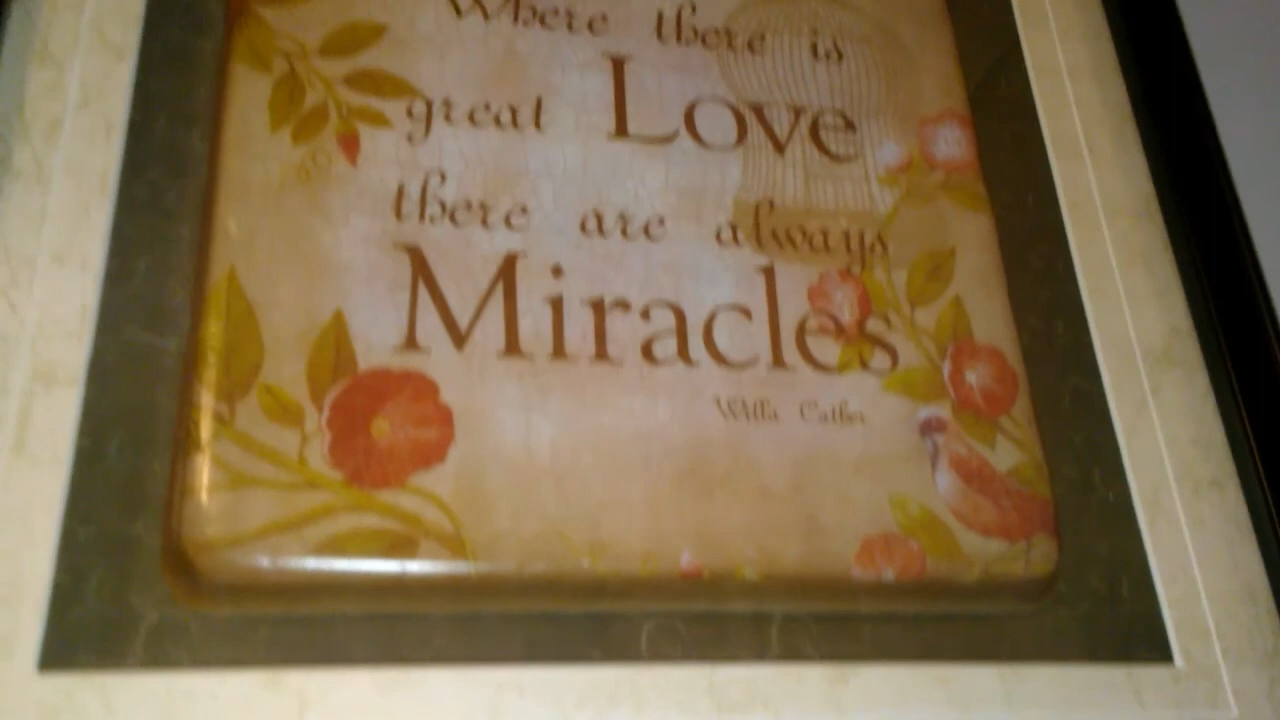 Where there is
great Love
there are always
Miracles
Willa Cather